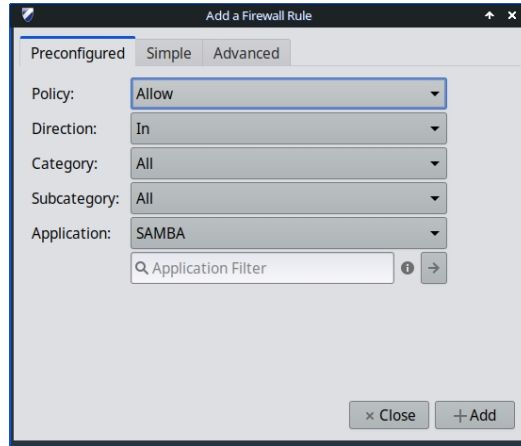 Add a Firewall Rule
Preconfigured Simple Advanced
Policy: Allow
Direction: In
Category: All
Subcategory: All
Application: SAMBA
Application Filter
Close Add